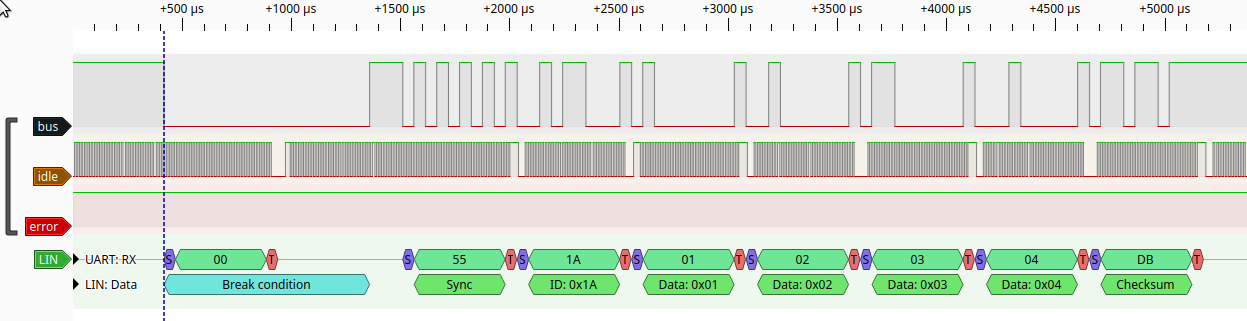 +500 μs +1000 μs +1500 μs +2000 μs +2500 μs +3000 μs +3500 μs +4000 μs +4500 μs +5000 μs
bus
idle
error
LIN UART: RX S 00 T S 55 T S 1A T S 01 T S 02 T S 03 T S 04 T S DB T
LIN: Data Break condition Sync ID: 0x1A Data: 0x01 Data: 0x02 Data: 0x03 Data: 0x04 Checksum